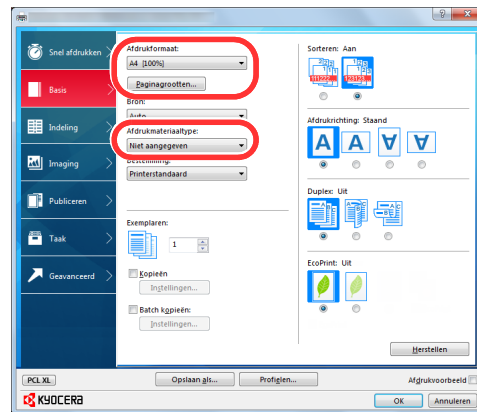 Snel afdrukken
Basis
Indeling
Imaging
Publiceren
Taak
Geavanceerd
Afdrukformaat:
A4 [100%]
Paginagrootten...
Bron:
Auto
Afdrukmateriaaltype:
Niet aangegeven
Bestemming:
Printerstandaard
Exemplaren:
1
Kopieën
Instellingen...
Batch kopieën:
Instellingen...
Sorteren: Aan
111222
123123
Afdrukrichting: Staand
A A A A
Duplex: Uit
EcoPrint: Uit
Herstellen
PCL XL
Opslaan als...
Profielen...
Afdrukvoorbeeld
KYOCERA
OK
Annuleren